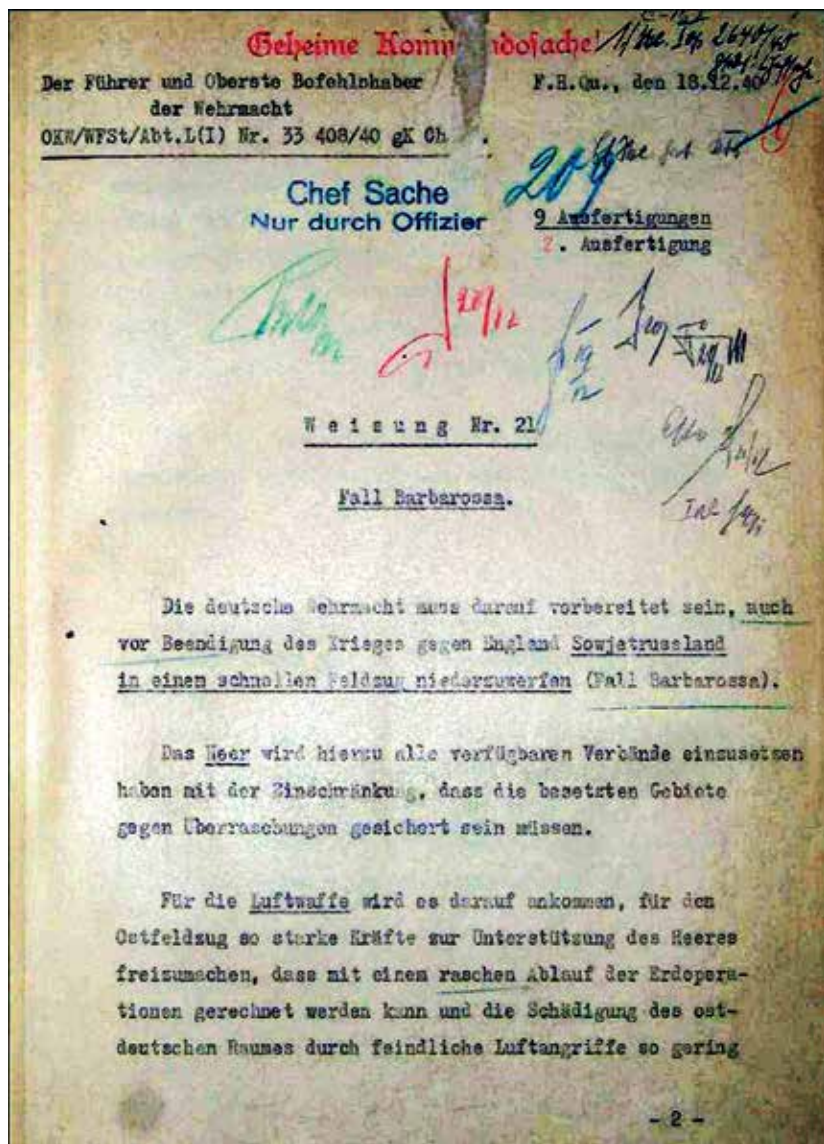 Geheime Kommandosache!
Der Führer und Oberste Befehlshaber
der Wehrmacht
OKW/WFSt/Abt.L(I) Nr. 33 408/40 gK Ch .
F.H.Qu., den 18.12.40
Chef Sache
Nur durch Offizier
209
9 Ausfertigungen
2. Ausfertigung
Weisung Nr. 21
Fall Barbarossa.
Die deutsche Wehrmacht muss darauf vorbereitet sein, auch
vor Beendigung des Krieges gegen England Sowjetrussland
in einem schnellen Feldzug niederzuwerfen (Fall Barbarossa).
Das Heer wird hierzu alle verfügbaren Verbände einzusetzen
haben mit der Einschränkung, dass die besetzten Gebiete
gegen Überraschungen gesichert sein müssen.
Für die Luftwaffe wird es darauf ankommen, für den
Ostfeldzug so starke Kräfte zur Unterstützung des Heeres
freizumachen, dass mit einem raschen Ablauf der Erdopera-
tionen gerechnet werden kann und die Schädigung des ost-
deutschen Raumes durch feindliche Luftangriffe so gering
- 2 -